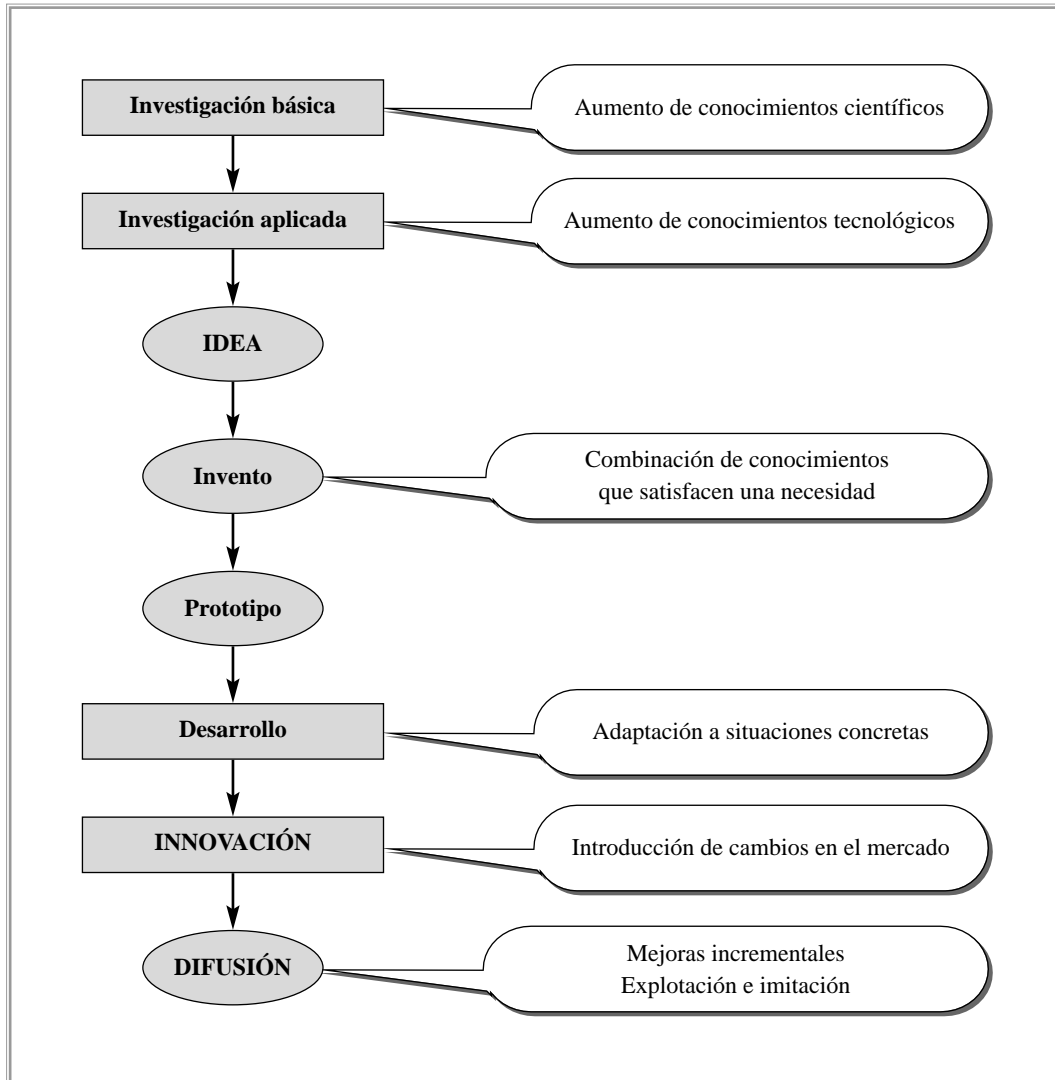 Investigación básica
Aumento de conocimientos científicos
Investigación aplicada
Aumento de conocimientos tecnológicos
IDEA
Invento
Combinación de conocimientos
que satisfacen una necesidad
Prototipo
Desarrollo
Adaptación a situaciones concretas
INNOVACIÓN
Introducción de cambios en el mercado
DIFUSIÓN
Mejoras incrementales
Explotación e imitación